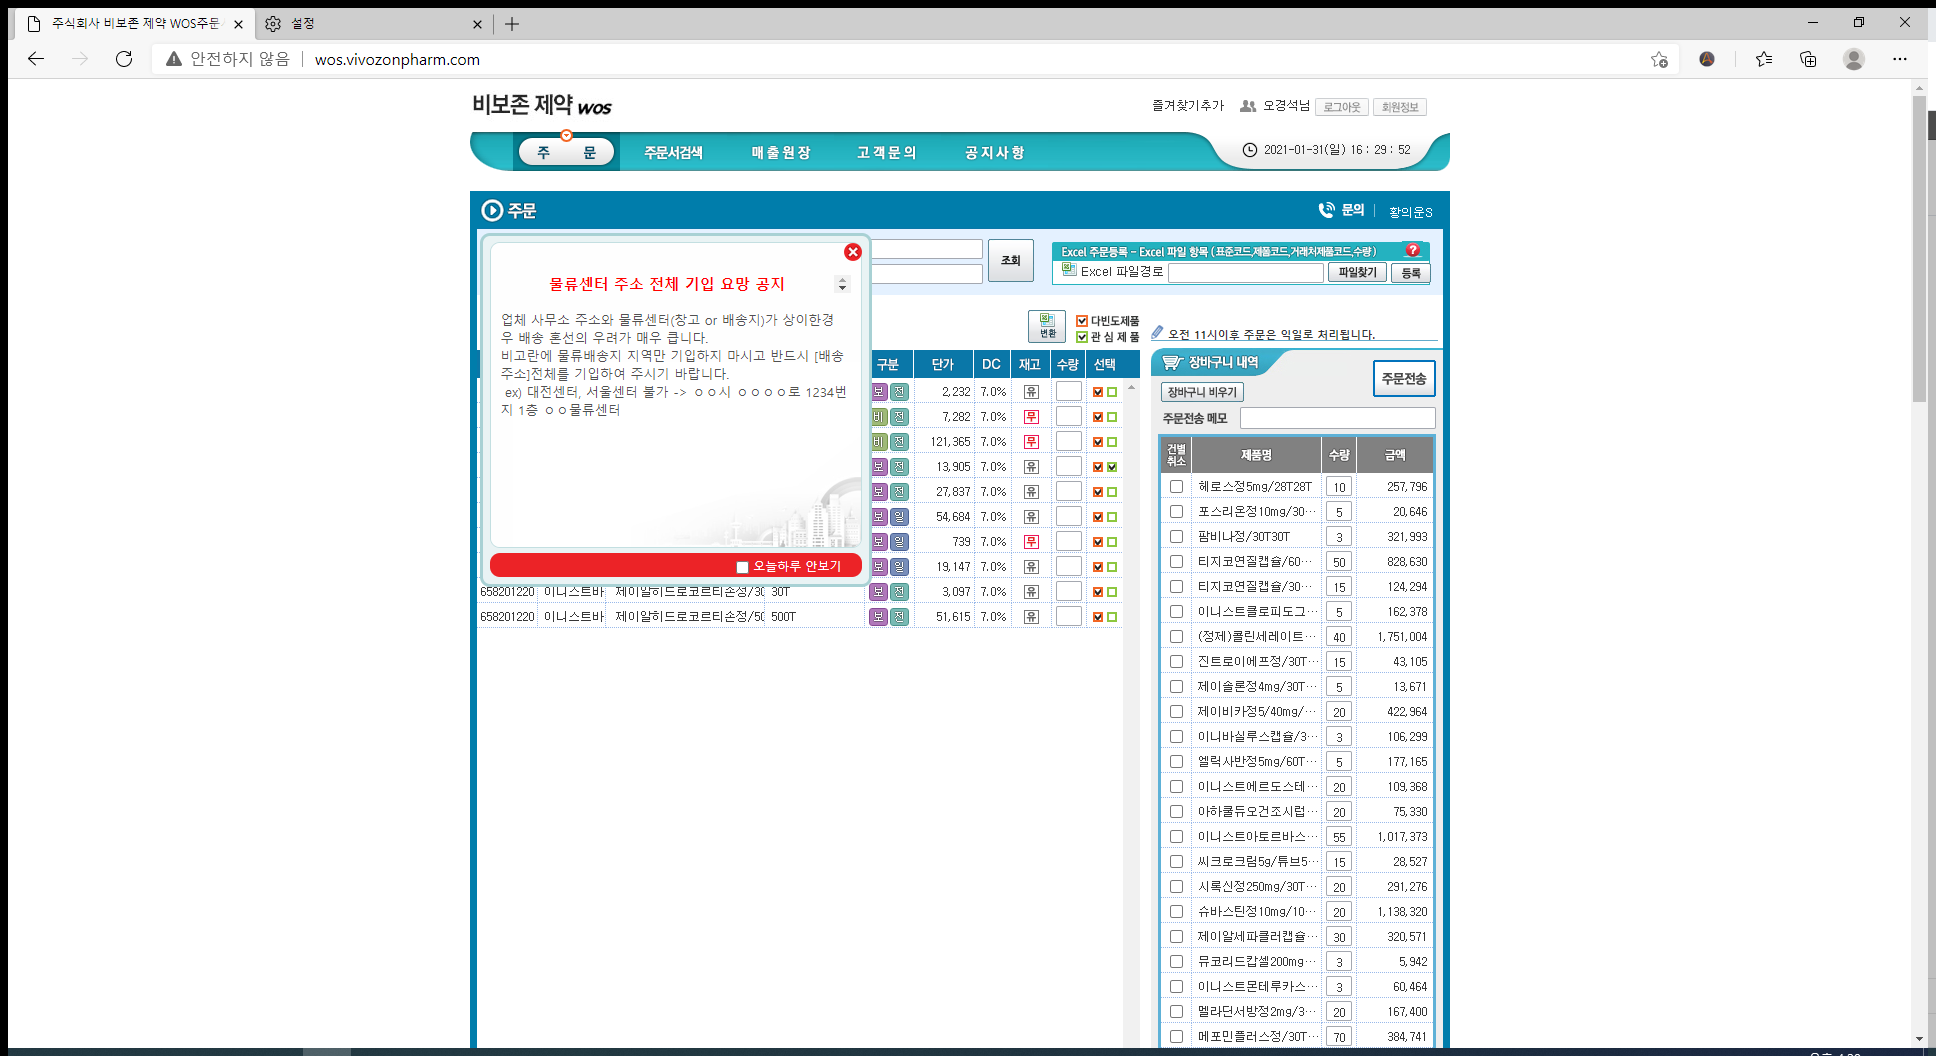 주식회사 비보존 제약 WOS주문
설정
안전하지 않음
wos.vivozonpharm.com
비보존 제약 WOS
즐겨찾기추가
오경석님
로그아웃
회원정보
주 문
주문서검색
매출원장
고객문의
공지사항
2021-01-31(일) 16 : 29 : 52
주문
문의
황의운S
물류센터 주소 전체 기입 요망 공지
업체 사무소 주소와 물류센터(창고 or 배송지)가 상이한경
우 배송 혼선의 우려가 매우 큽니다.
비고란에 물류배송지 지역만 기입하지 마시고 반드시 [배송
주소]전체를 기입하여 주시기 바랍니다.
ex) 대전센터, 서울센터 불가 -> ㅇㅇ시 ㅇㅇㅇㅇ로 1234번
지 1층 ㅇㅇ물류센터
오늘하루 안보기
조회
Excel 주문등록 - Excel 파일 항목 (표준코드,제품코드,거래처제품코드,수량)
?
Excel 파일경로
파일찾기
등록
변환
다빈도제품
관 심 제 품
오전 11시이후 주문은 익일로 처리됩니다.
구분 단가 DC 재고 수량 선택
보 전 2,232 7.0% 유
비 전 7,282 7.0% 무
비 전 121,365 7.0% 무
보 전 13,905 7.0% 유
보 전 27,837 7.0% 유
보 일 54,684 7.0% 유
보 일 739 7.0% 무
보 일 19,147 7.0% 유
658201220 이니스트바 제이알히드로코르티손정/30 30T 보 전 3,097 7.0% 유
658201220 이니스트바 제이알히드로코르티손정/50 500T 보 전 51,615 7.0% 유
장바구니 내역
주문전송
장바구니 비우기
주문전송 메모
건별취소 제품명 수량 금액
헤로스정5mg/28T28T 10 257,796
포스리온정10mg/30··· 5 20,646
팜비나정/30T30T 3 321,993
티지코연질캡슐/60··· 50 828,630
티지코연질캡슐/30··· 15 124,294
이니스트클로피도그··· 5 162,378
(정제)콜린세레이트··· 40 1,751,004
진트로이에프정/30T··· 15 43,105
제이솔론정4mg/30T··· 5 13,671
제이비카정5/40mg/··· 20 422,964
이니바실루스캡슐/3··· 3 106,299
엘릭사반정5mg/60T··· 5 177,165
이니스트에르도스테··· 20 109,368
아하쿨듀오건조시럽··· 20 75,330
이니스트아토르바스··· 55 1,017,373
씨크로크림5g/튜브5··· 15 28,527
시록신정250mg/30T··· 20 291,276
슈바스틴정10mg/10··· 20 1,138,320
제이알세파클러캡슐··· 30 320,571
뮤코리드캅셀200mg··· 3 5,942
이니스트몬테루카스··· 3 60,464
멜라딘서방정2mg/3··· 20 167,400
메포민플러스정/30T··· 70 384,741